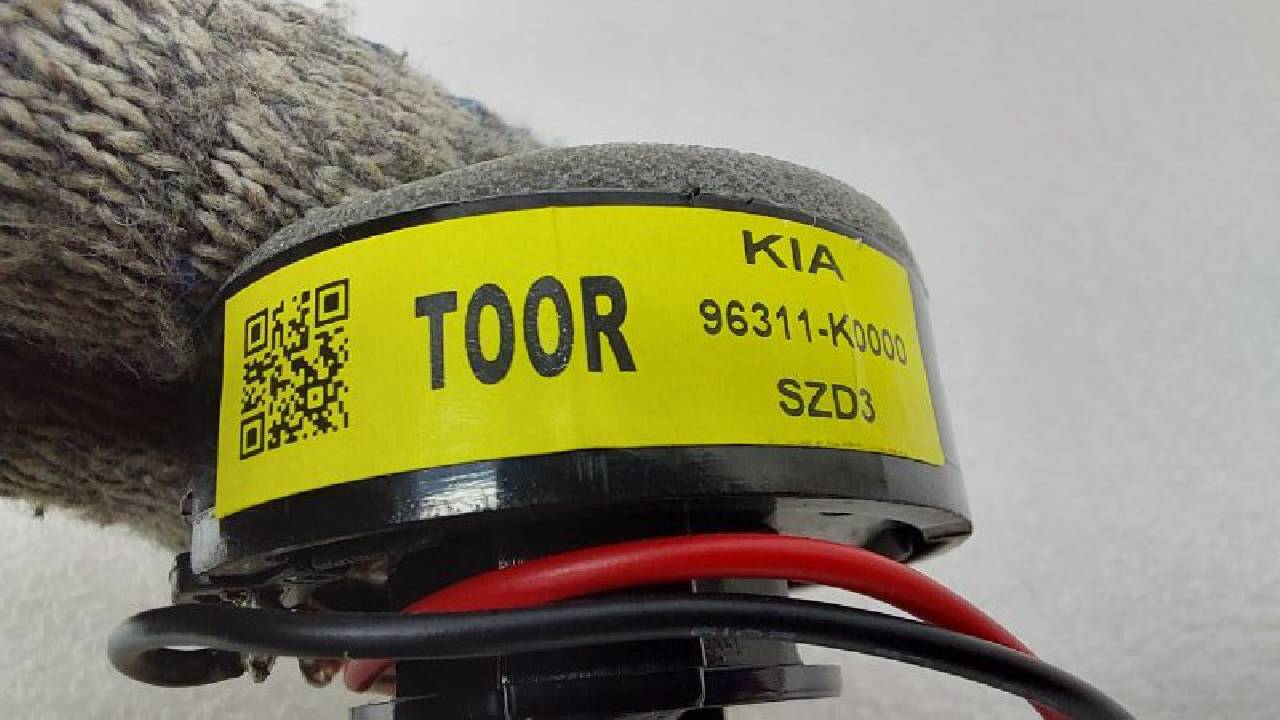 TOOR
KIA
96311-K0000
SZD3